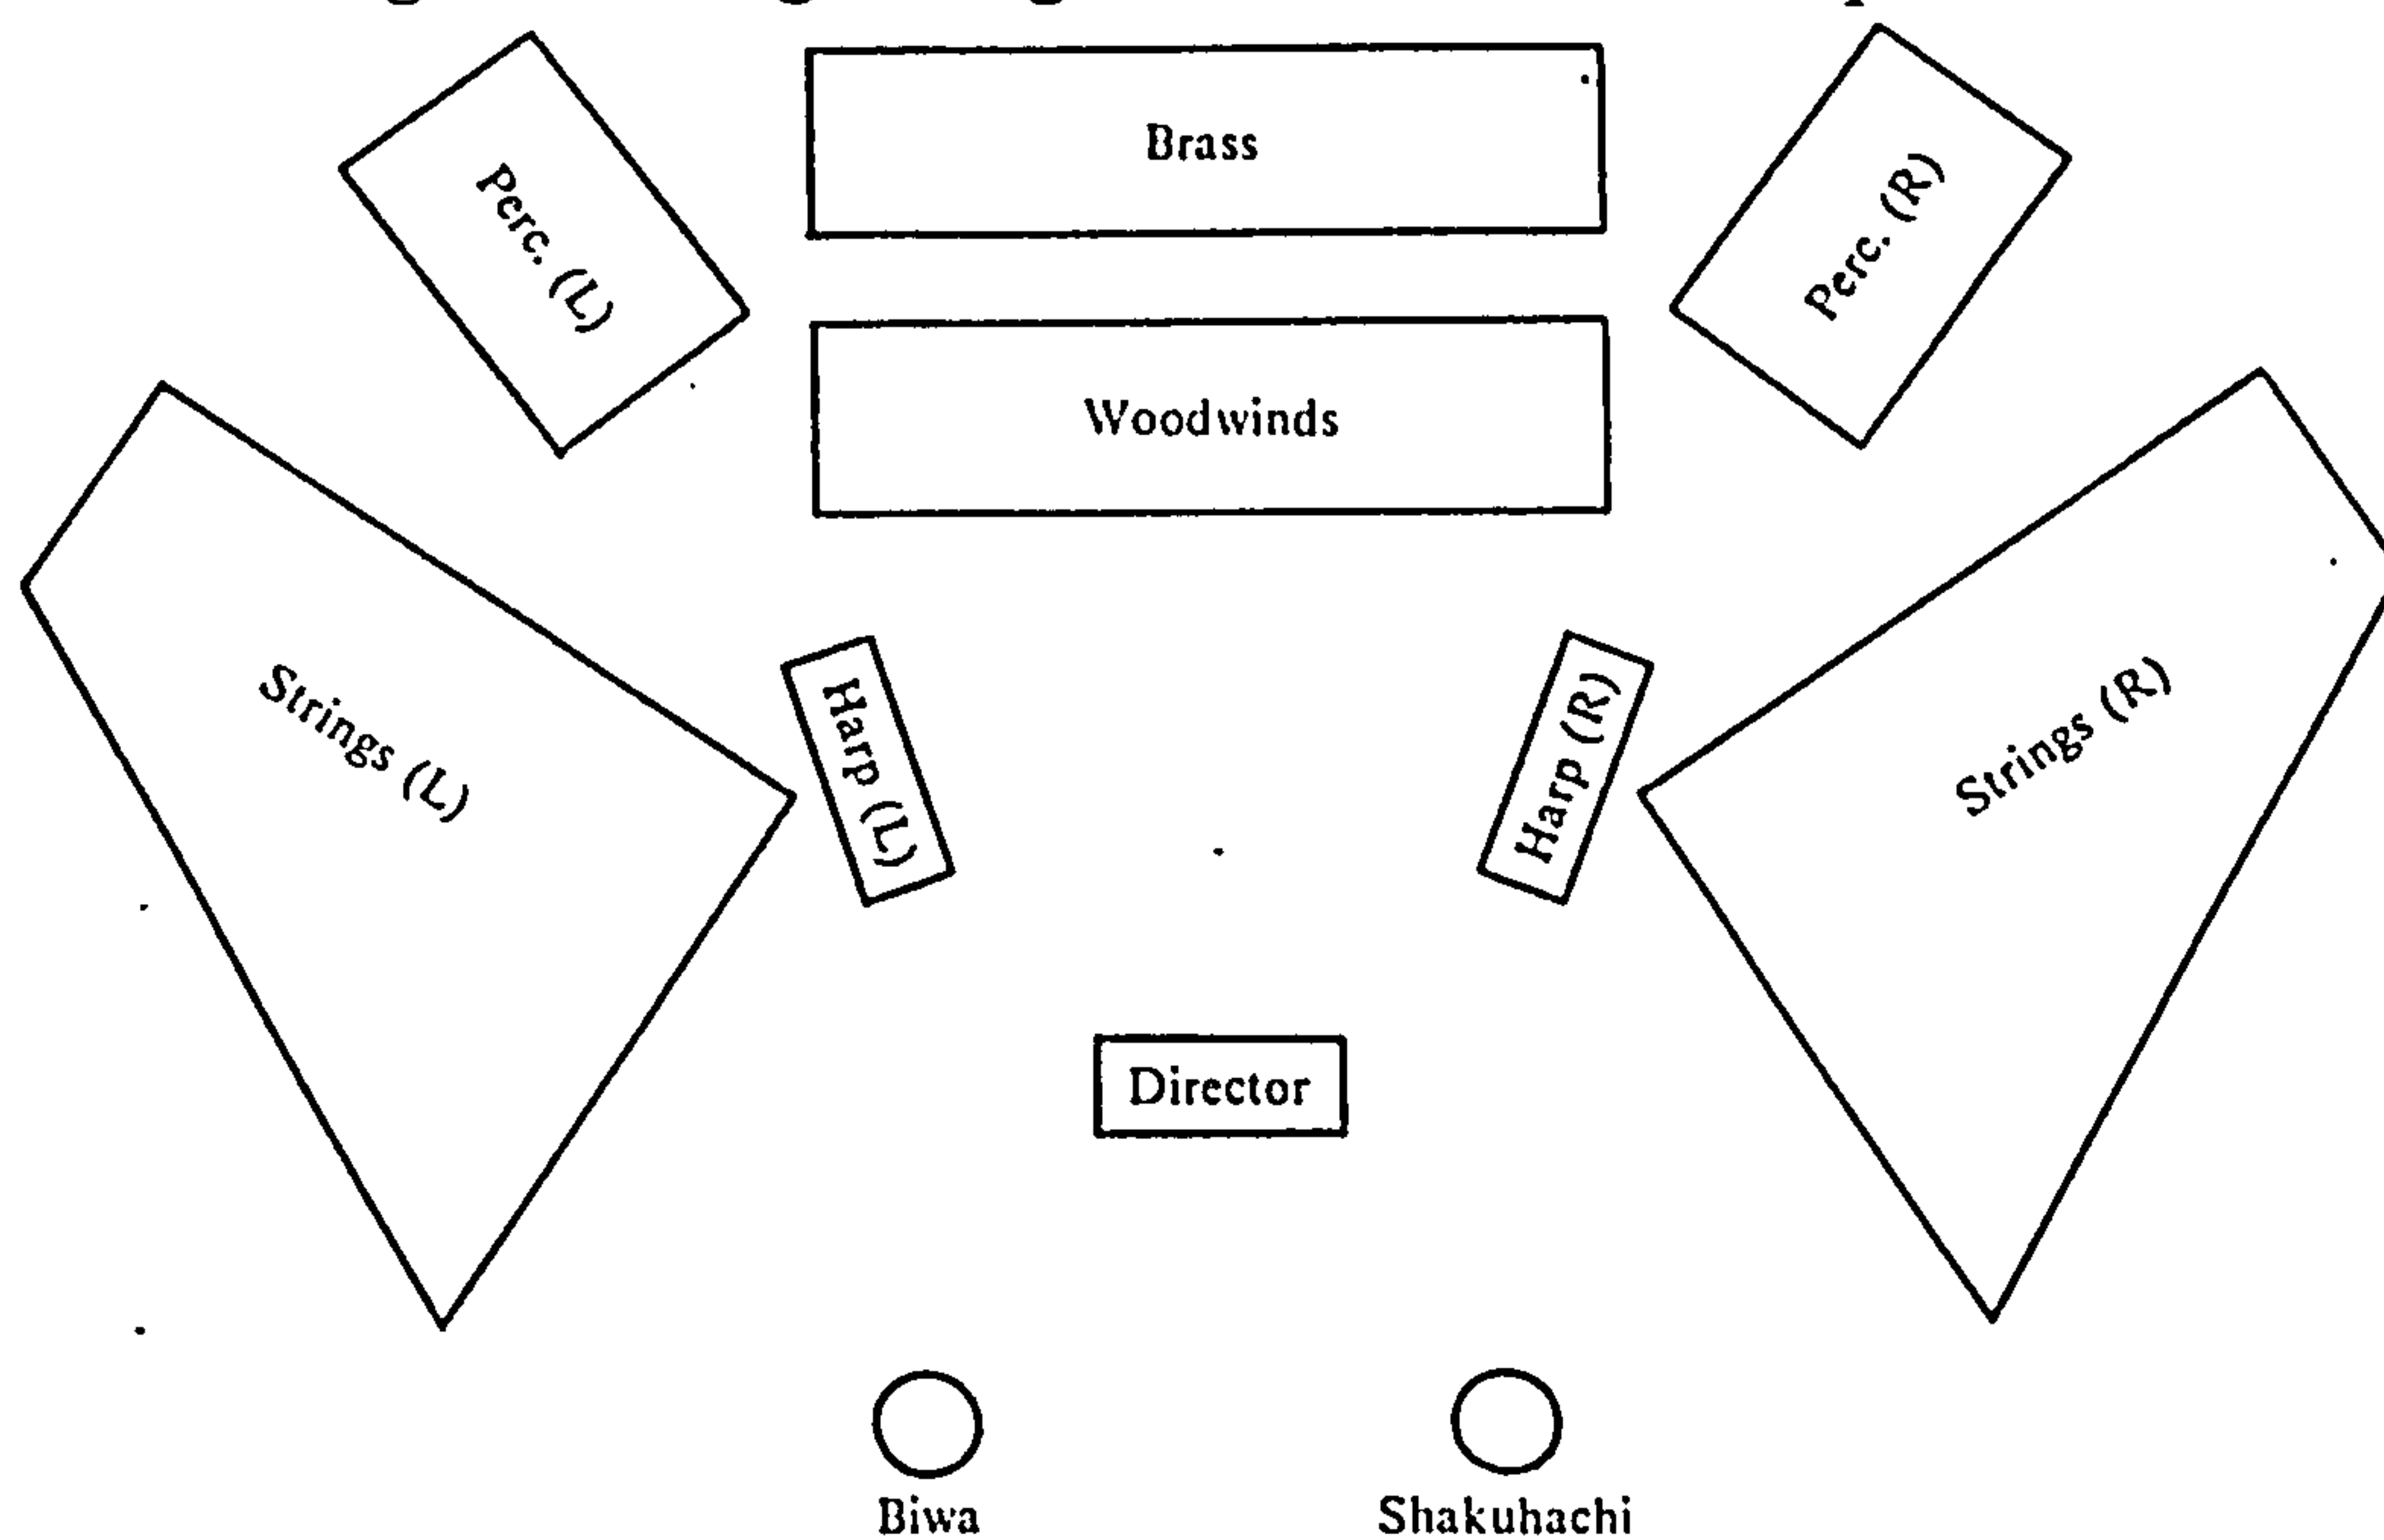 Brass
Perc. (L)
Perc. (R)
Woodwinds
Strings (L)
Harp (L)
Harp (R)
Strings (R)
Director
Biwa
Shakuhachi